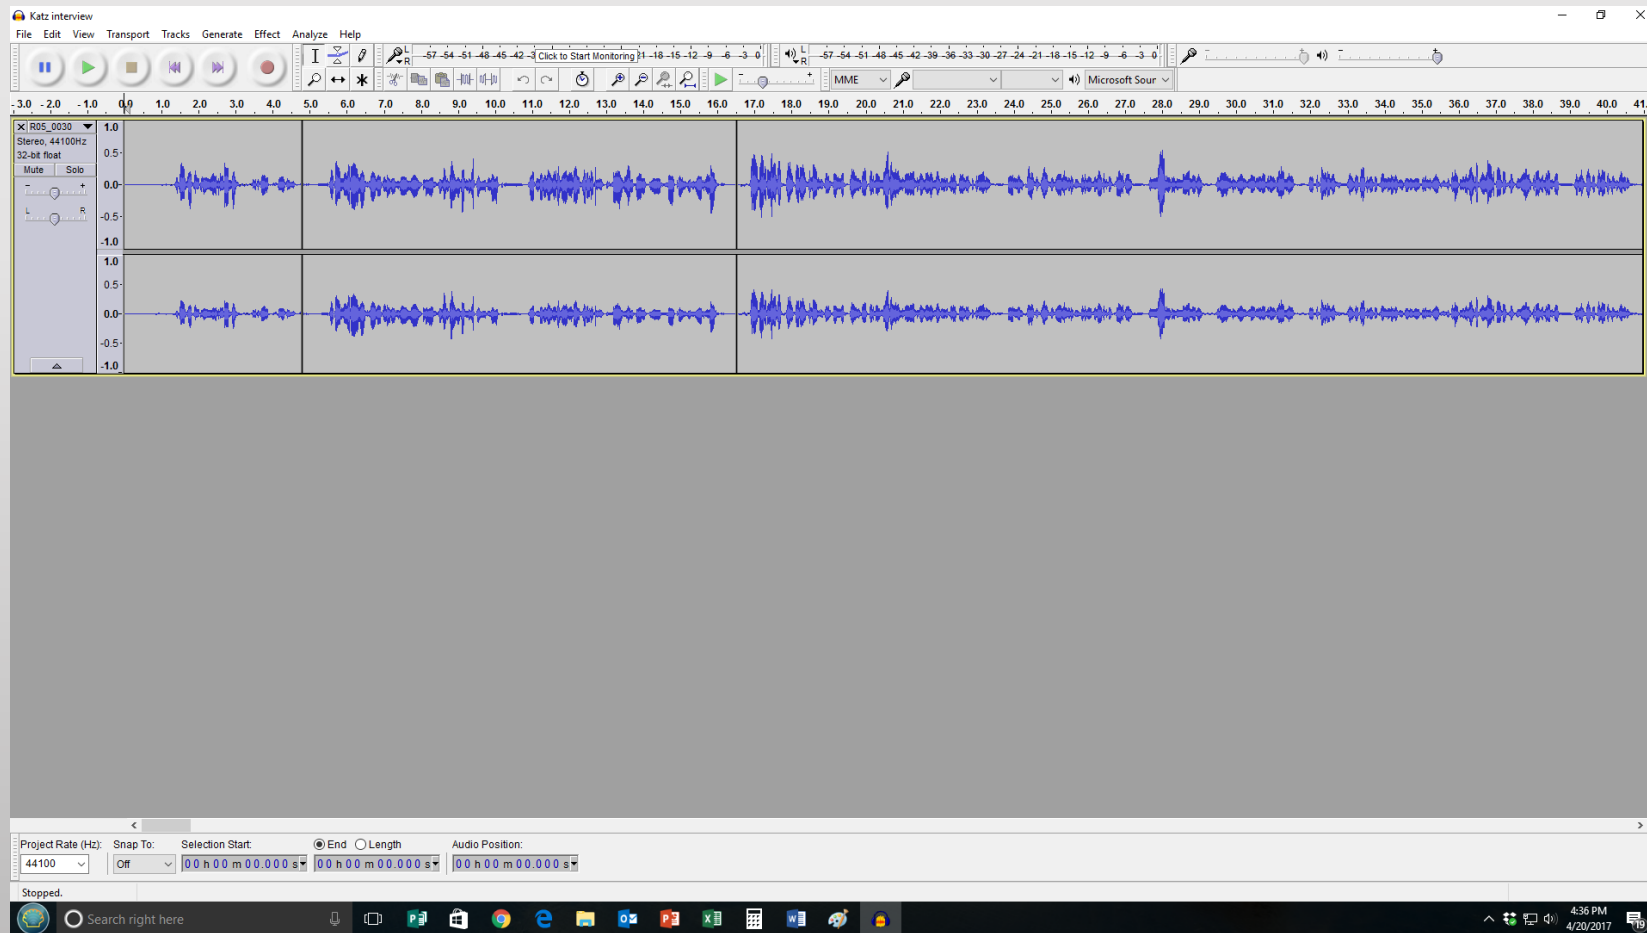 Katz interview
File Edit View Transport Tracks Generate Effect Analyze Help
L R -57 -54 -51 -48 -45 -42 -3 Click to Start Monitoring 21 -18 -15 -12 -9 -6 -3 0
L R -57 -54 -51 -48 -45 -42 -39 -36 -33 -30 -27 -24 -21 -18 -15 -12 -9 -6 -3 0
- + - +
- + MME Microsoft Sour
-3.0 -2.0 -1.0 0.0 1.0 2.0 3.0 4.0 5.0 6.0 7.0 8.0 9.0 10.0 11.0 12.0 13.0 14.0 15.0 16.0 17.0 18.0 19.0 20.0 21.0 22.0 23.0 24.0 25.0 26.0 27.0 28.0 29.0 30.0 31.0 32.0 33.0 34.0 35.0 36.0 37.0 38.0 39.0 40.0 41.
R05_0030 1.0
Stereo, 44100Hz
32-bit float 0.5
Mute Solo
- + 0.0
L R
-0.5
-1.0
1.0
0.5
0.0
-0.5
-1.0
Project Rate (Hz): Snap To: Selection Start: End Length Audio Position:
44100 Off 00 h 00 m 00.000 s 00 h 00 m 00.000 s 00 h 00 m 00.000 s
Stopped.
Search right here
4:36 PM
4/20/2017
19